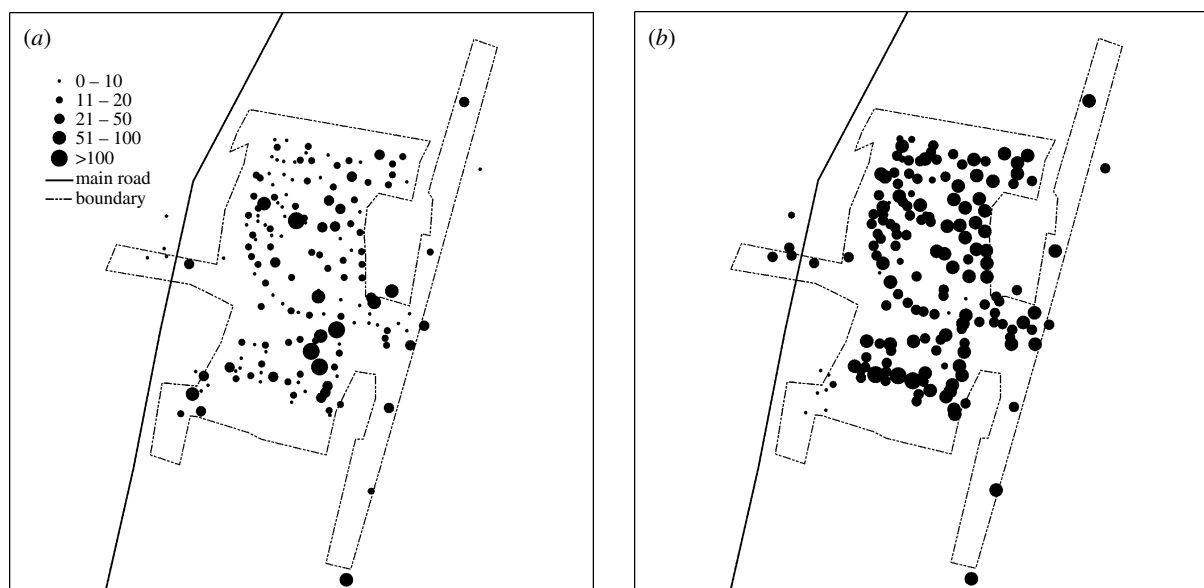 (a)
0 – 10
11 – 20
21 – 50
51 – 100
>100
main road
boundary
(b)